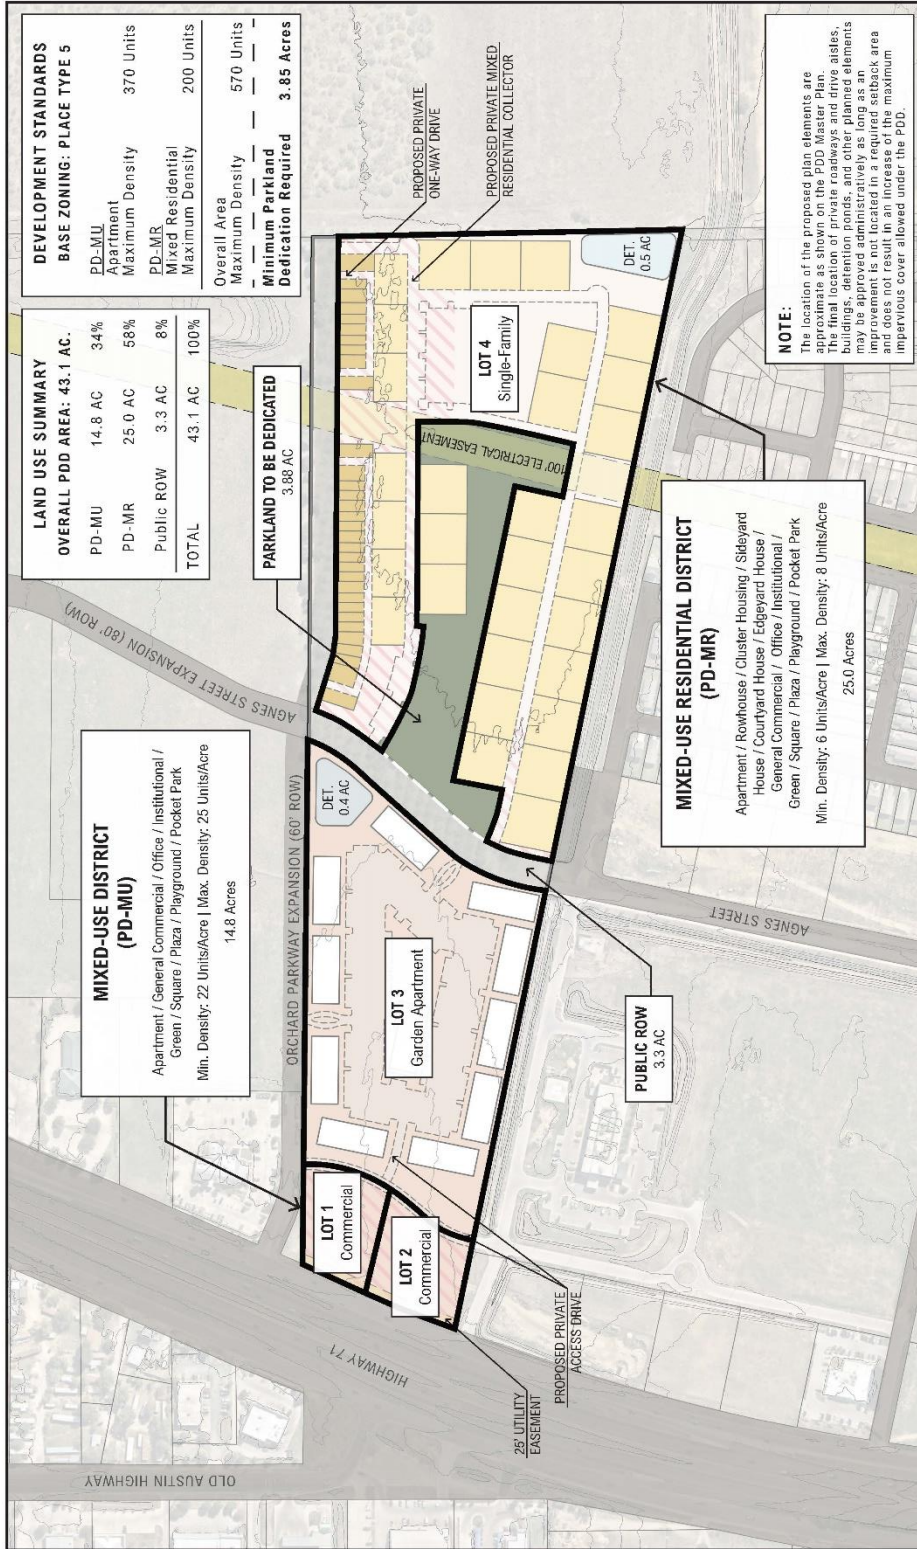 MIXED-USE DISTRICT
(PD-MU)
Apartment / General Commercial / Office / Institutional /
Green / Square / Plaza / Playground / Pocket Park
Min. Density: 22 Units/Acre | Max. Density: 25 Units/Acre
14.8 Acres
LAND USE SUMMARY
OVERALL PDD AREA: 43.1 AC.
PD-MU 14.8 AC 34%
PD-MR 25.0 AC 58%
Public ROW 3.3 AC 8%
TOTAL 43.1 AC 100%
DEVELOPMENT STANDARDS
BASE ZONING: PLACE TYPE 5
PD-MU
Apartment
Maximum Density 370 Units
PD-MR
Mixed Residential
Maximum Density 200 Units
Overall Area
Maximum Density 570 Units
Minimum Parkland
Dedication Required 3.85 Acres
OLD AUSTIN HIGHWAY
HIGHWAY 71
ORCHARD PARKWAY EXPANSION (60' ROW)
AGNES STREET EXPANSION (80' ROW)
PARKLAND TO BE DEDICATED
3.88 AC
PROPOSED PRIVATE
ONE-WAY DRIVE
PROPOSED PRIVATE MIXED
RESIDENTIAL COLLECTOR
LOT 1
Commercial
LOT 2
Commercial
LOT 3
Garden Apartment
DET.
0.4 AC
100' ELECTRICAL EASEMENT
LOT 4
Single-Family
DET.
0.5 AC
25' UTILITY
EASEMENT
PROPOSED PRIVATE
ACCESS DRIVE
PUBLIC ROW
3.3 AC
AGNES STREET
MIXED-USE RESIDENTIAL DISTRICT
(PD-MR)
Apartment / Rowhouse / Cluster Housing / Sideyard
House / Courtyard House / Edgeyard House /
General Commercial / Office / Institutional /
Green / Square / Plaza / Playground / Pocket Park
Min. Density: 6 Units/Acre | Max. Density: 8 Units/Acre
25.0 Acres
NOTE:
The location of the proposed plan elements are
approximate as shown on the PDD Master Plan.
The final location of private roadways and drive aisles,
buildings, detention ponds, and other planned elements
may be approved administratively as long as an
improvement is not located in a required setback area
and does not result in an increase of the maximum
impervious cover allowed under the PDD.